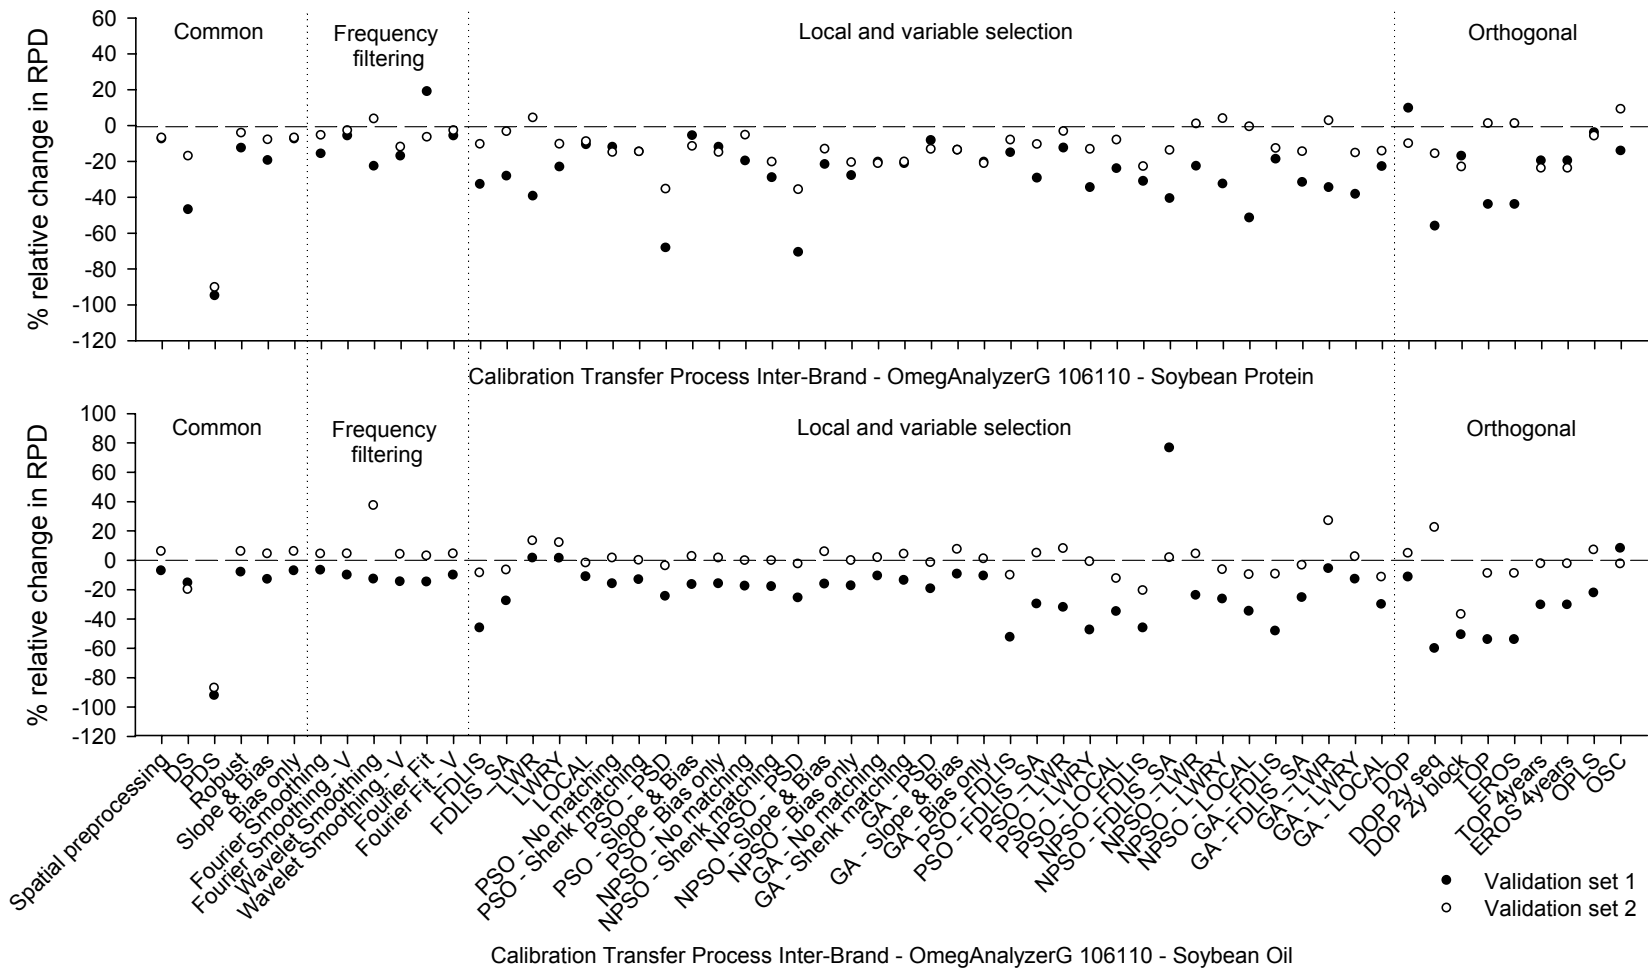 % relative change in RPD
60
40
20
0
-20
-40
-60
-80
-100
-120
Common
Frequency
filtering
Local and variable selection
Orthogonal
Calibration Transfer Process Inter-Brand - OmegAnalyzerG 106110 - Soybean Protein
% relative change in RPD
100
80
60
40
20
0
-20
-40
-60
-80
-100
-120
Common
Frequency
filtering
Local and variable selection
Orthogonal
Spatial preprocessing
DS
PDS
Robust
Slope & Bias
Bias only
Fourier Smoothing
Fourier Smoothing - V
Wavelet Smoothing
Wavelet Smoothing - V
Fourier Fit
Fourier Fit - V
FDLIS
FDLIS_SA
LWR
LWRY
LOCAL
PSO - No matching
PSO - Shenk matching
PSO - PSD
PSO - Slope & Bias
PSO - Bias only
NPSO - No matching
NPSO - Shenk matching
NPSO - PSD
NPSO - Slope & Bias
NPSO - Bias only
GA - No matching
GA - Shenk matching
GA - PSD
GA - Slope & Bias
GA - Bias only
PSO - FDLIS
PSO - FDLIS_SA
PSO - LWR
PSO - LWRY
PSO - LOCAL
NPSO - FDLIS
NPSO - FDLIS_SA
NPSO - LWR
NPSO - LWRY
NPSO - LOCAL
GA - FDLIS
GA - FDLIS_SA
GA - LWR
GA - LWRY
GA - LOCAL
DOP
DOP 2y seq
DOP 2y block
TOP
EROS
TOP 4years
EROS 4years
OPLS
OSC
Validation set 1
Validation set 2
Calibration Transfer Process Inter-Brand - OmegAnalyzerG 106110 - Soybean Oil